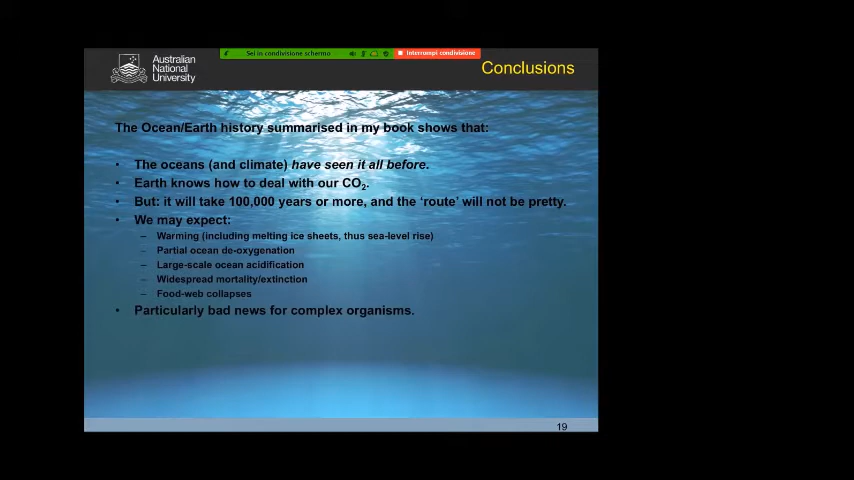 Australian
National
University
Sei in condivisione schermo
Interrompi condivisione
Conclusions
The Ocean/Earth history summarised in my book shows that:
• The oceans (and climate) have seen it all before.
• Earth knows how to deal with our CO2.
• But: it will take 100,000 years or more, and the ‘route’ will not be pretty.
• We may expect:
– Warming (including melting ice sheets, thus sea-level rise)
– Partial ocean de-oxygenation
– Large-scale ocean acidification
– Widespread mortality/extinction
– Food-web collapses
• Particularly bad news for complex organisms.
19